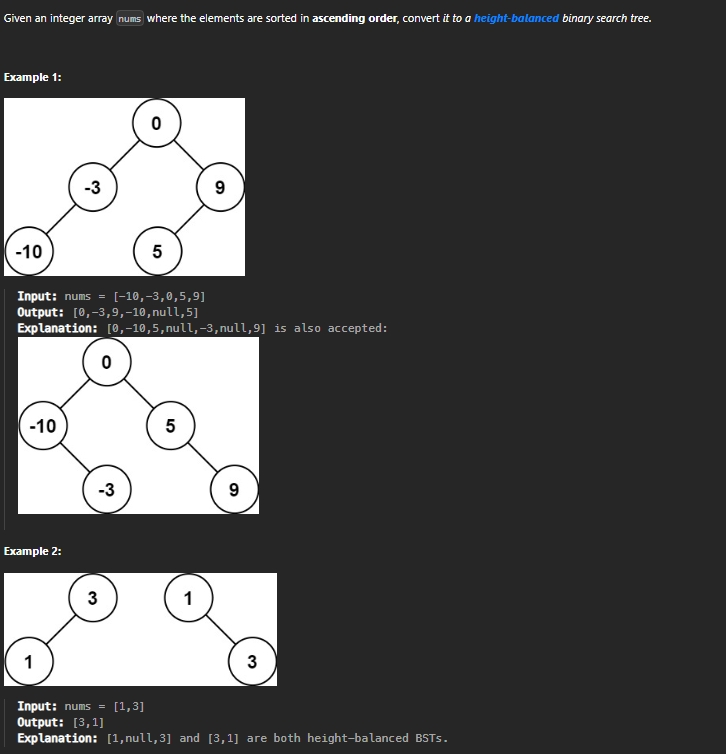 Given an integer array nums where the elements are sorted in ascending order, convert it to a height-balanced binary search tree.
Example 1:
0
-3 9
-10 5
Input: nums = [-10,-3,0,5,9]
Output: [0,-3,9,-10,null,5]
Explanation: [0,-10,5,null,-3,null,9] is also accepted:
0
-10 5
-3 9
Example 2:
3 1
1 3
Input: nums = [1,3]
Output: [3,1]
Explanation: [1,null,3] and [3,1] are both height-balanced BSTs.